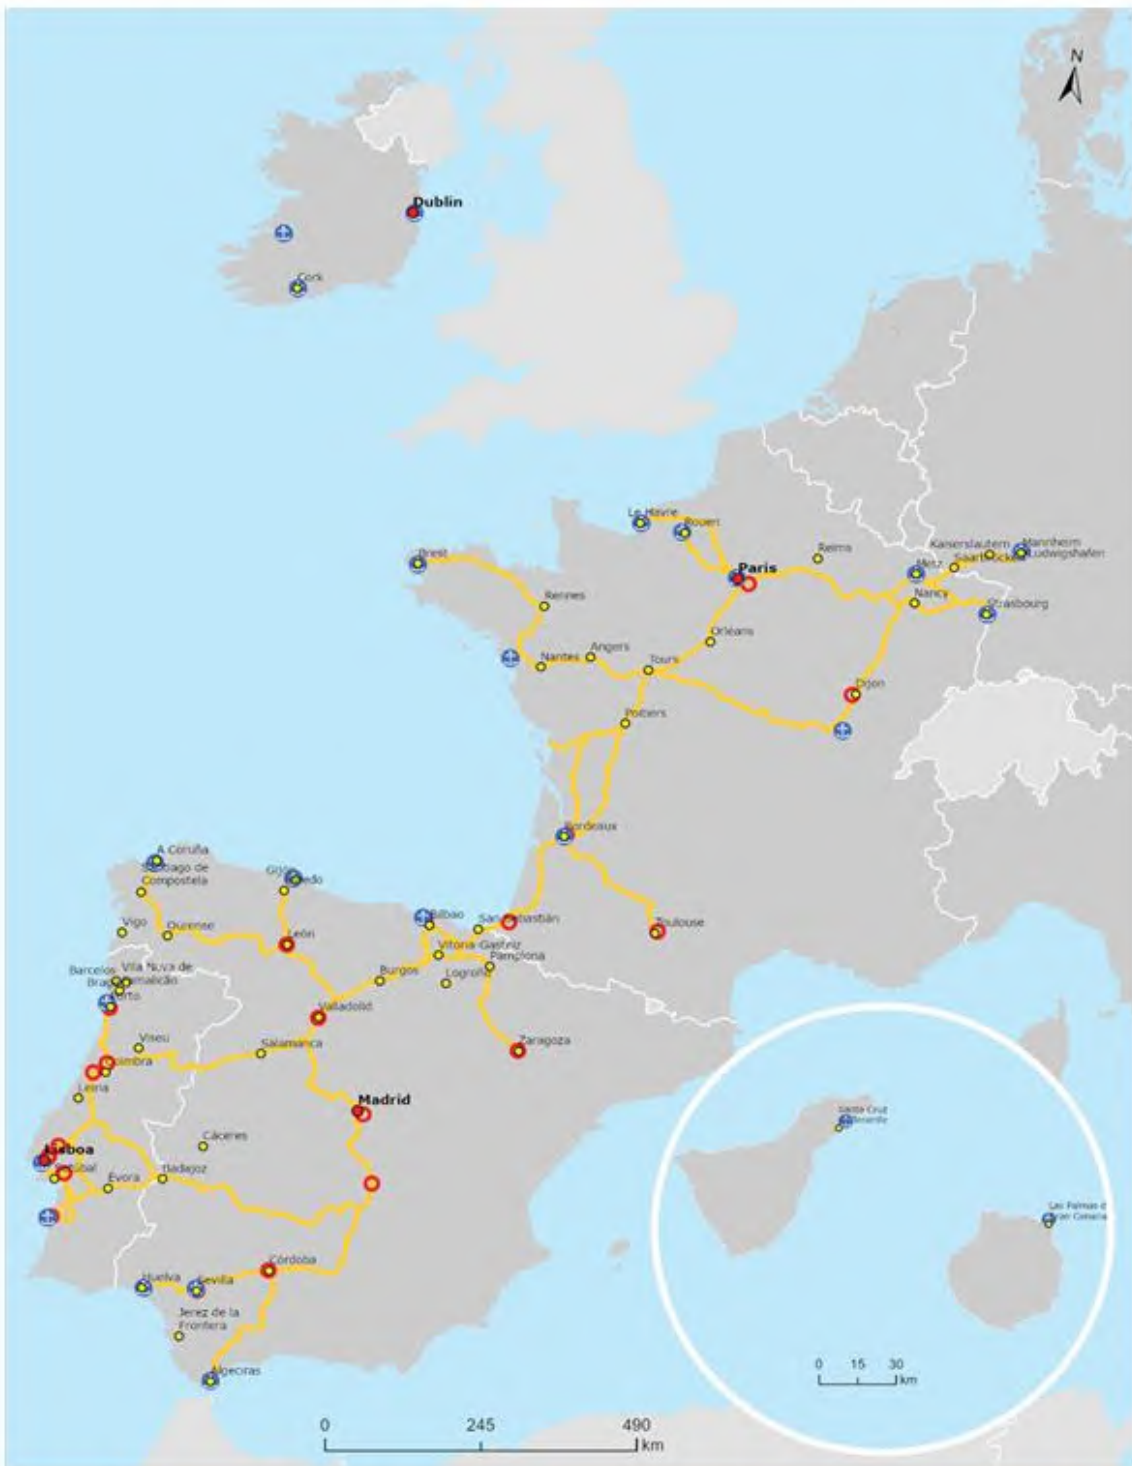 N
Dublin
Cork
Le Havre
Rouen
Brest
Paris
Reims
Kaiserslautern
Mannheim
Ludwigshafen
Metz
Nancy
Strasbourg
Rennes
Orléans
Nantes
Angers
Tours
Dijon
Poitiers
Bordeaux
Toulouse
A Coruña
Santiago de
Compostela
Vigo
Ourense
León
Bilbao
San Sebastián
Vitoria-Gasteiz
Pamplona
Burgos
Logroño
Barcelos
Vila Nova de
Porto
Valladolid
Viseu
Salamanca
Zaragoza
Coimbra
Leiria
Madrid
Lisboa
Setúbal
Cáceres
Évora
Badajoz
Córdoba
Huelva
Sevilla
Jerez de la
Frontera
Algeciras
Santa Cruz
Las Palmas d
Gran Canaria
0 15 30
km
0 245 490
km